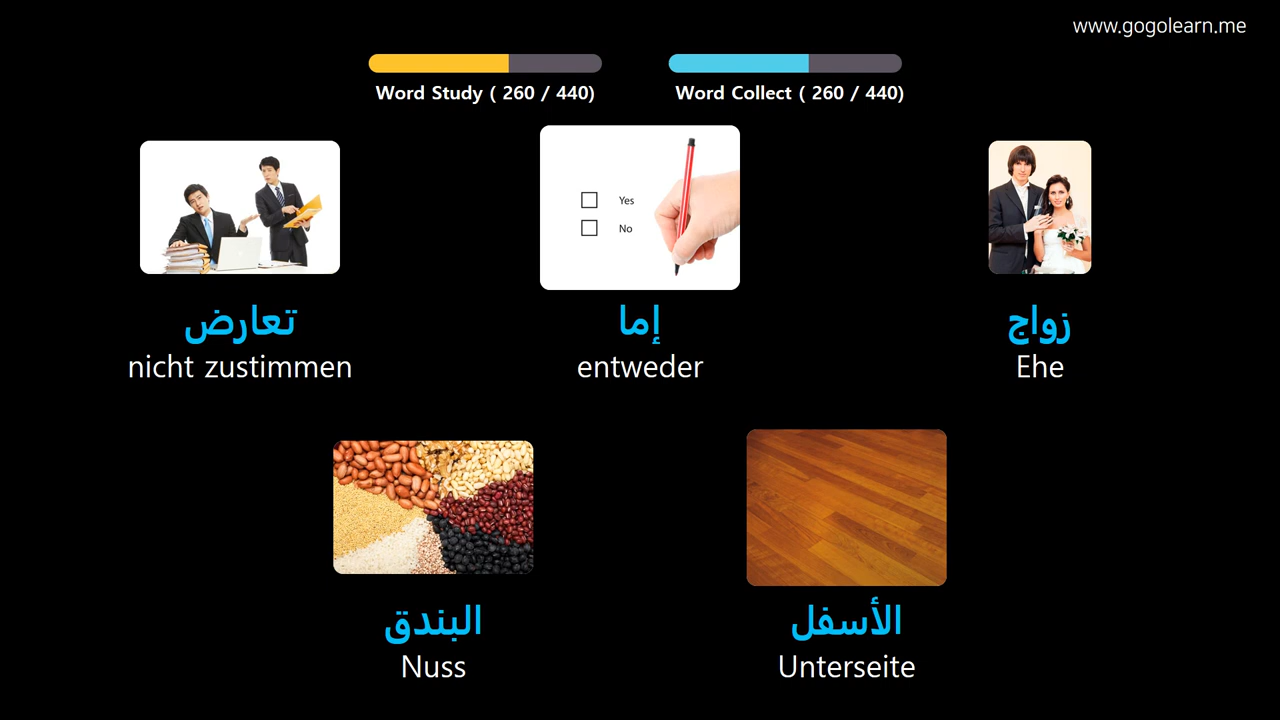 www.gogolearn.me
Word Study ( 260 / 440)
Word Collect ( 260 / 440)
Yes
No
تعارض
nicht zustimmen
إما
entweder
زواج
Ehe
البندق
Nuss
الأسفل
Unterseite